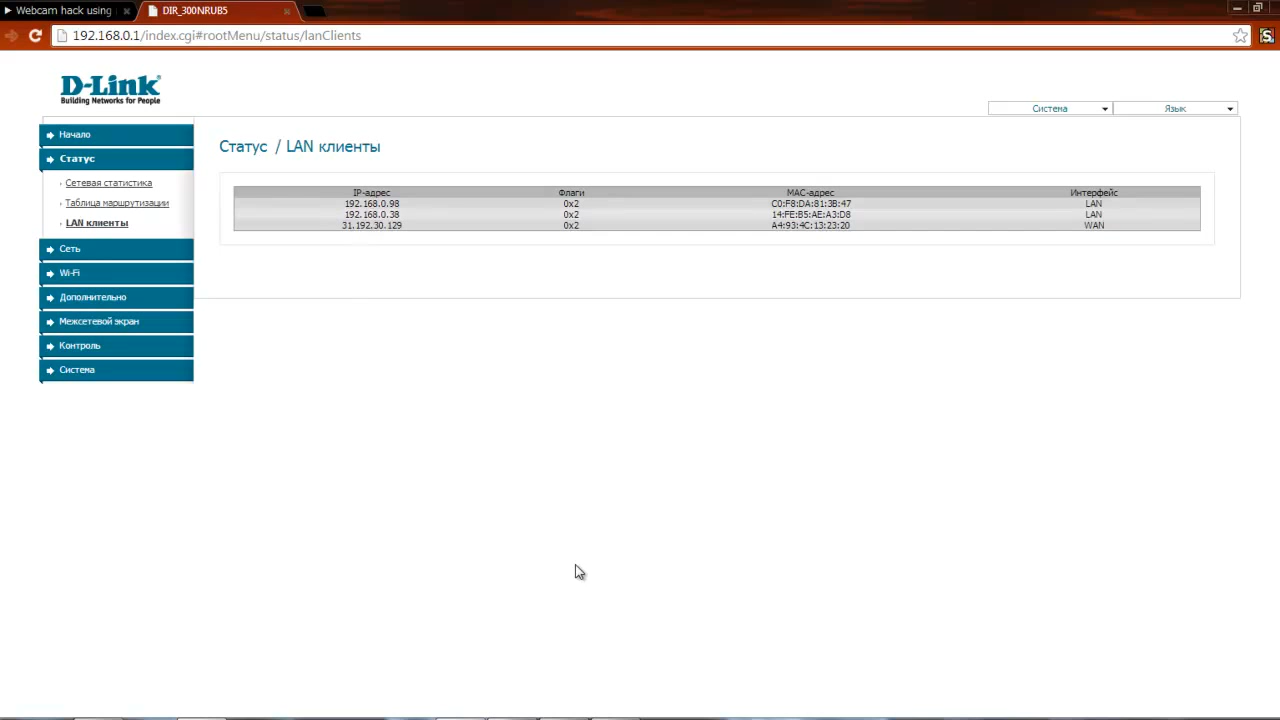 Webcam hack using
DIR_300NRUB5
192.168.0.1/index.cgi#rootMenu/status/lanClients
D-Link
Building Networks for People
Система
Язык
Начало
Статус
Сетевая статистика
Таблица маршрутизации
LAN клиенты
Сеть
Wi-Fi
Дополнительно
Межсетевой экран
Контроль
Система
Статус / LAN клиенты
IP-адрес Флаги MAC-адрес Интерфейс
192.168.0.98 0x2 C0:F8:DA:81:3B:47 LAN
192.168.0.38 0x2 14:FE:B5:AE:A3:D8 LAN
31.192.30.129 0x2 A4:93:4C:13:23:20 WAN